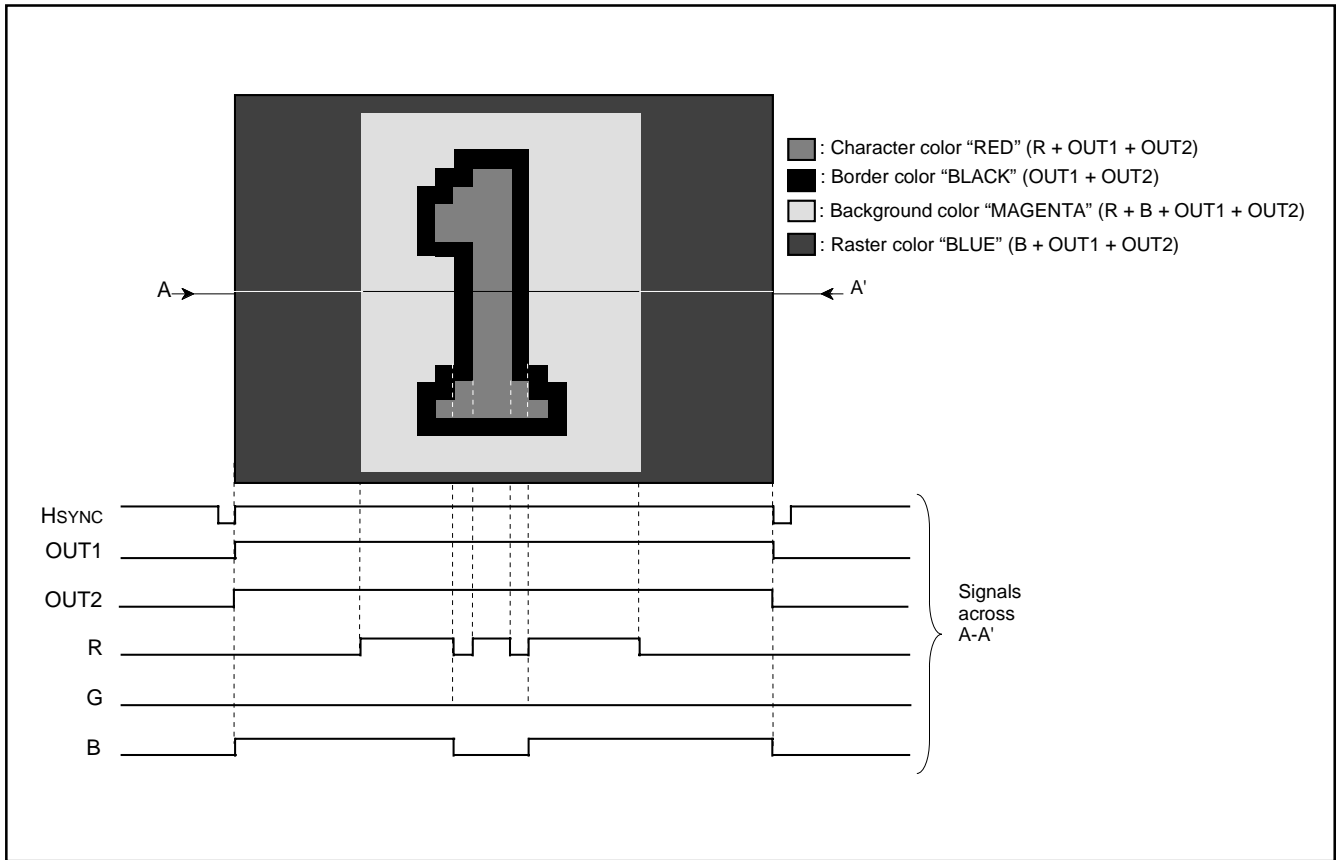 : Character color “RED” (R + OUT1 + OUT2)
: Border color “BLACK” (OUT1 + OUT2)
: Background color “MAGENTA” (R + B + OUT1 + OUT2)
: Raster color “BLUE” (B + OUT1 + OUT2)
A
A'
HSYNC
OUT1
OUT2
R
G
B
Signals
across
A-A'